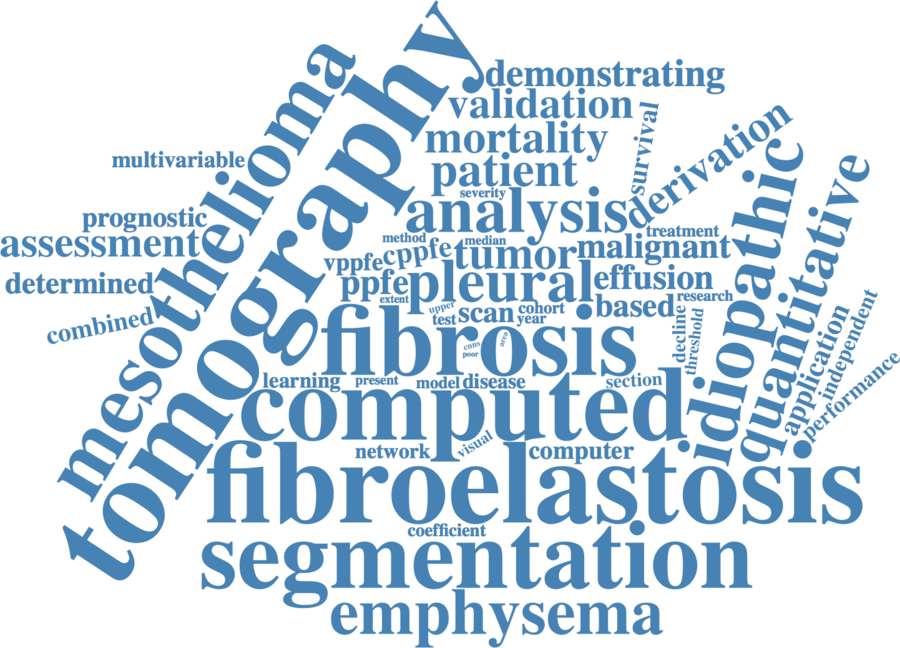 tomography
mesothelioma
demonstrating
validation
survival
derivation
mortality
multivariable
patient
severity
idiopathic
quantitative
prognostic
analysis
treatment
assessment
method
median
malignant
vppfe
cppfe
tumor
determined
ppfe
pleural
effusion
extent
upper
based
research
combined
test
scan
cohort
year
decline
threshold
fibrosis
cnns
area
poor
application
independent
performance
learning
present
model
disease
section
computed
network
visual
computer
fibroelastosis
coefficient
segmentation
emphysema